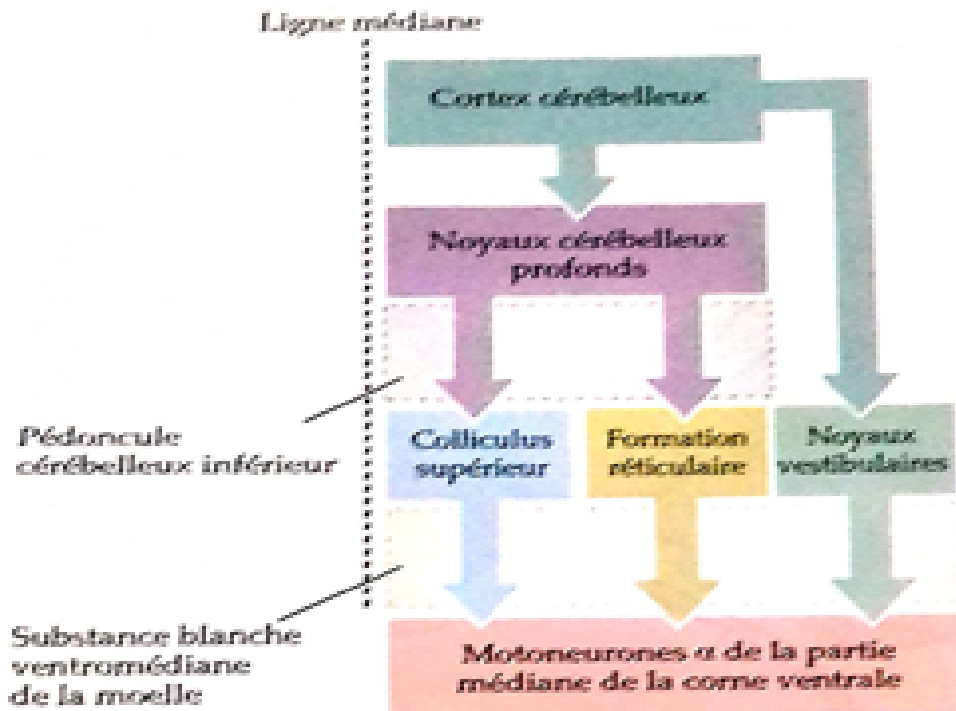 Ligne médiane
Cortex cérébelleux
Noyaux cérébelleux
profonds
Pédoncule
cérébelleux inférieur
Colliculus
supérieur
Formation
réticulaire
Noyaux
vestibulaires
Substance blanche
ventromédiane
de la moelle
Motoneurones α de la partie
médiane de la corne ventrale